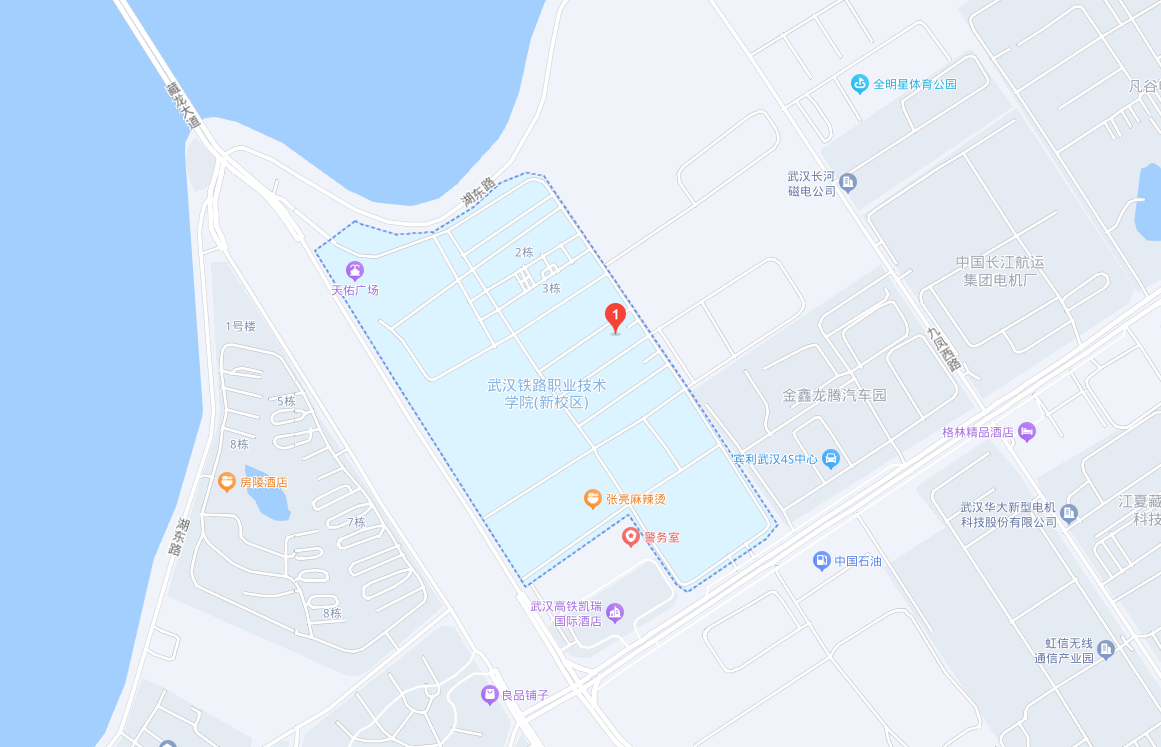 藏龙大道
全明星体育公园
凡谷
武汉长河
磁电公司
湖东路
2栋
中国长江航运
集团电机厂
天佑广场
3栋
1
1号楼
九凤西路
武汉铁路职业技术
学院(新校区)
金鑫龙腾汽车园
5栋
格林精品酒店
8栋
宾利武汉4S中心
房陵酒店
张亮麻辣烫
武汉华大新型电机
科技股份有限公司
江夏藏
科技
7栋
湖东路
警务室
中国石油
武汉高铁凯瑞
国际酒店
8栋
虹信无线
通信产业园
良品铺子